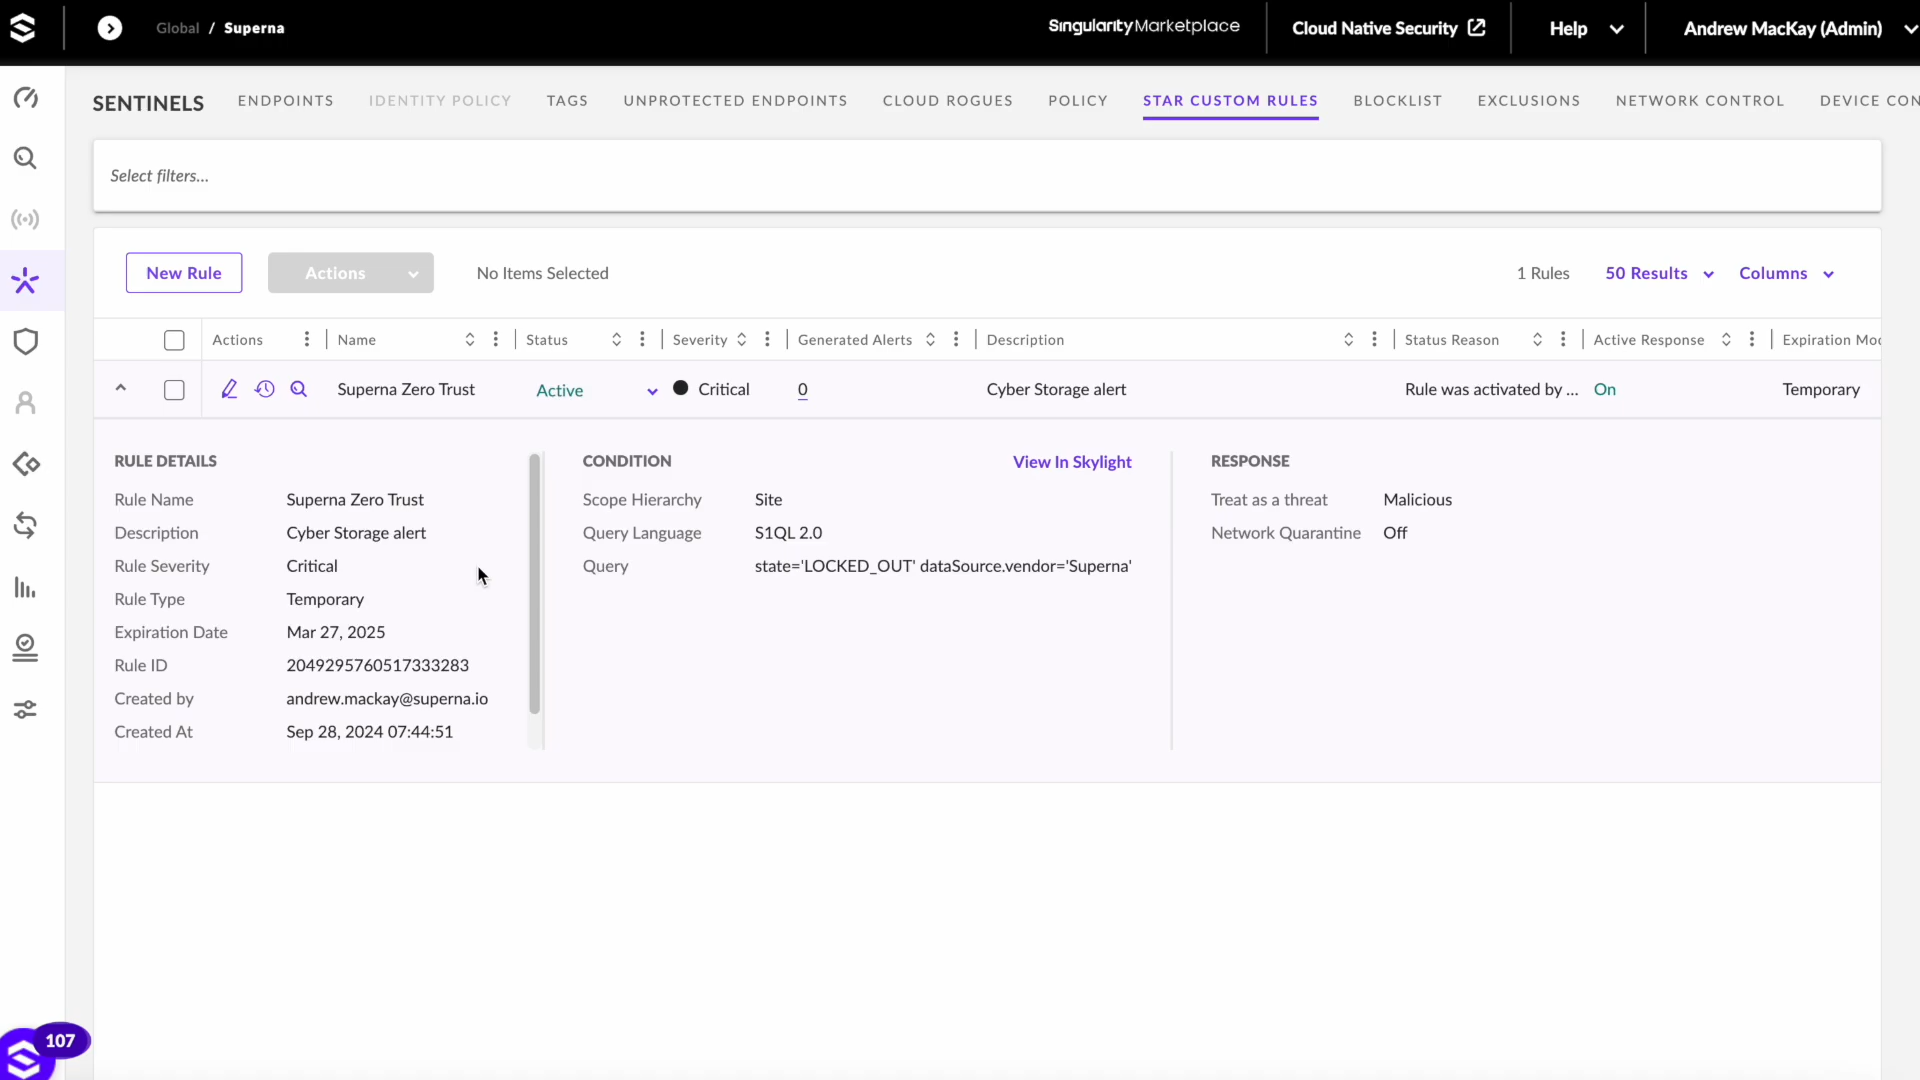 Global / Superna
Singularity Marketplace
Cloud Native Security
Help
Andrew MacKay (Admin)
SENTINELS
ENDPOINTS
IDENTITY POLICY
TAGS
UNPROTECTED ENDPOINTS
CLOUD ROGUES
POLICY
STAR CUSTOM RULES
BLOCKLIST
EXCLUSIONS
NETWORK CONTROL
DEVICE CON
Select filters...
New Rule
Actions
No Items Selected
1 Rules
50 Results
Columns
Actions
Name
Status
Severity
Generated Alerts
Description
Status Reason
Active Response
Expiration Mod
Superna Zero Trust
Active
Critical
0
Cyber Storage alert
Rule was activated by ...
On
Temporary
RULE DETAILS
Rule Name Superna Zero Trust
Description Cyber Storage alert
Rule Severity Critical
Rule Type Temporary
Expiration Date Mar 27, 2025
Rule ID 2049295760517333283
Created by andrew.mackay@superna.io
Created At Sep 28, 2024 07:44:51
CONDITION
View In Skylight
Scope Hierarchy Site
Query Language S1QL 2.0
Query state='LOCKED_OUT' dataSource.vendor='Superna'
RESPONSE
Treat as a threat Malicious
Network Quarantine Off
107